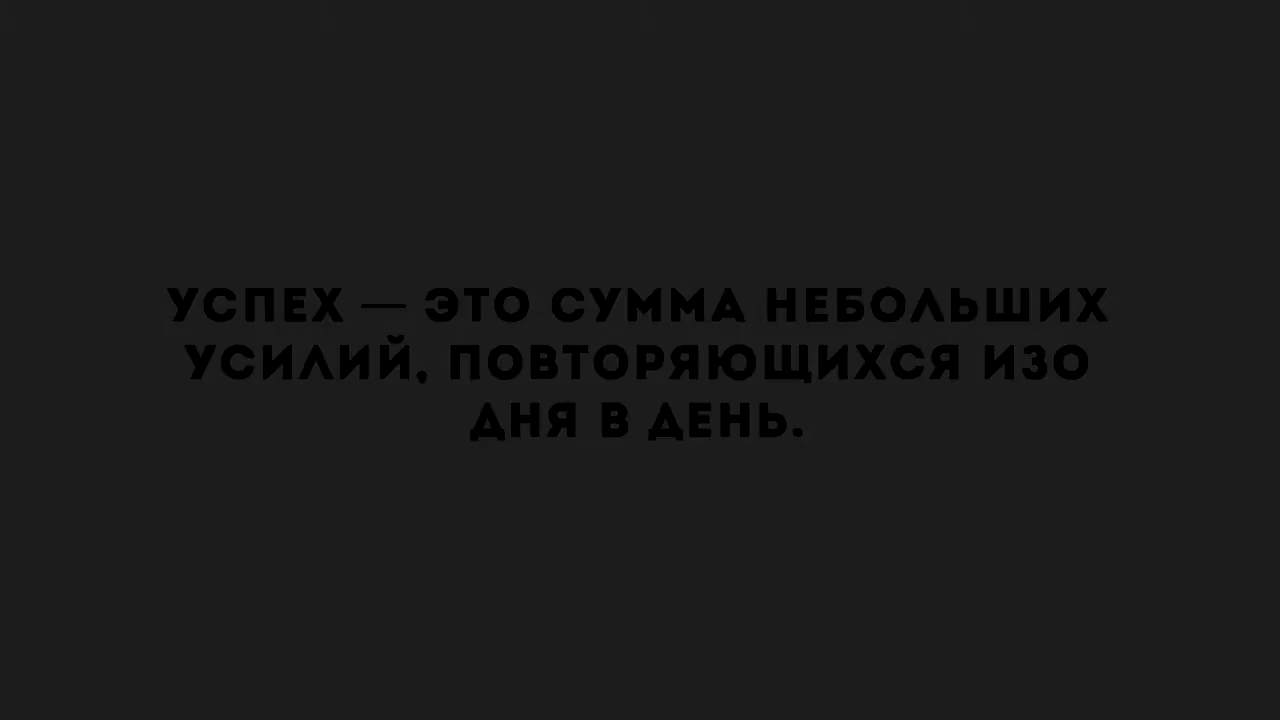 УСПЕХ — ЭТО СУММА НЕБОЛЬШИХ
УСИЛИЙ, ПОВТОРЯЮЩИХСЯ ИЗО
ДНЯ В ДЕНЬ.